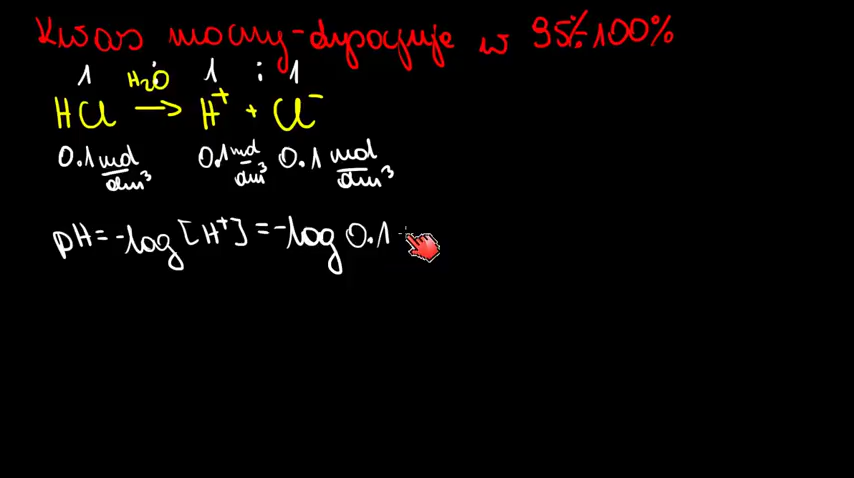 Kwas mocny-dysocjuje w 95%÷100%
1 H₂O 1 : 1
HCl → H⁺ + Cl⁻
0.1 mol/dm³ 0.1 mol/dm³ 0.1 mol/dm³
pH = -log [H⁺] = -log 0.1